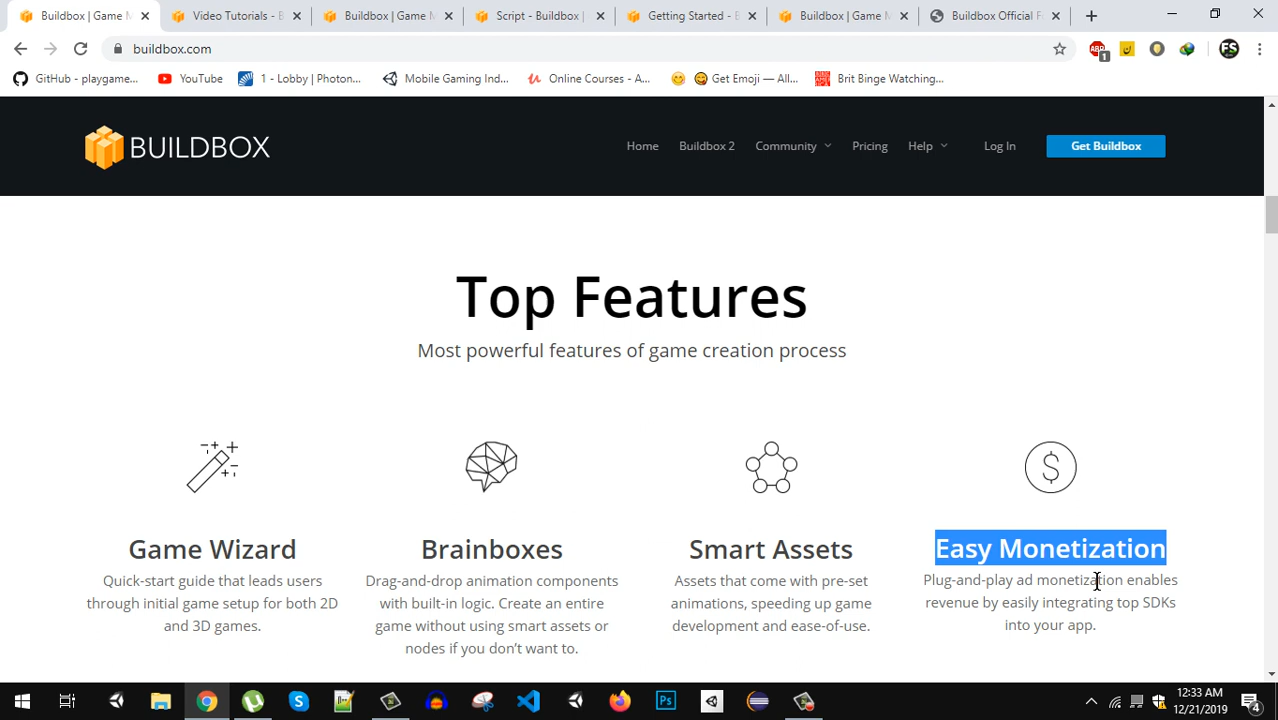 Buildbox | Game M
Video Tutorials - B
Buildbox | Game M
Script - Buildbox |
Getting Started - B
Buildbox | Game M
Buildbox Official F
buildbox.com
1
FS
GitHub - playgame...
YouTube
1 - Lobby | Photon...
Mobile Gaming Ind...
Online Courses - A...
Get Emoji — All...
Brit Binge Watching...
BUILDBOX
Home
Buildbox 2
Community
Pricing
Help
Log In
Get Buildbox
Top Features
Most powerful features of game creation process
Game Wizard
Quick-start guide that leads users
through initial game setup for both 2D
and 3D games.
Brainboxes
Drag-and-drop animation components
with built-in logic. Create an entire
game without using smart assets or
nodes if you don't want to.
Smart Assets
Assets that come with pre-set
animations, speeding up game
development and ease-of-use.
Easy Monetization
Plug-and-play ad monetization enables
revenue by easily integrating top SDKs
into your app.
Ps
12:33 AM
12/21/2019
4